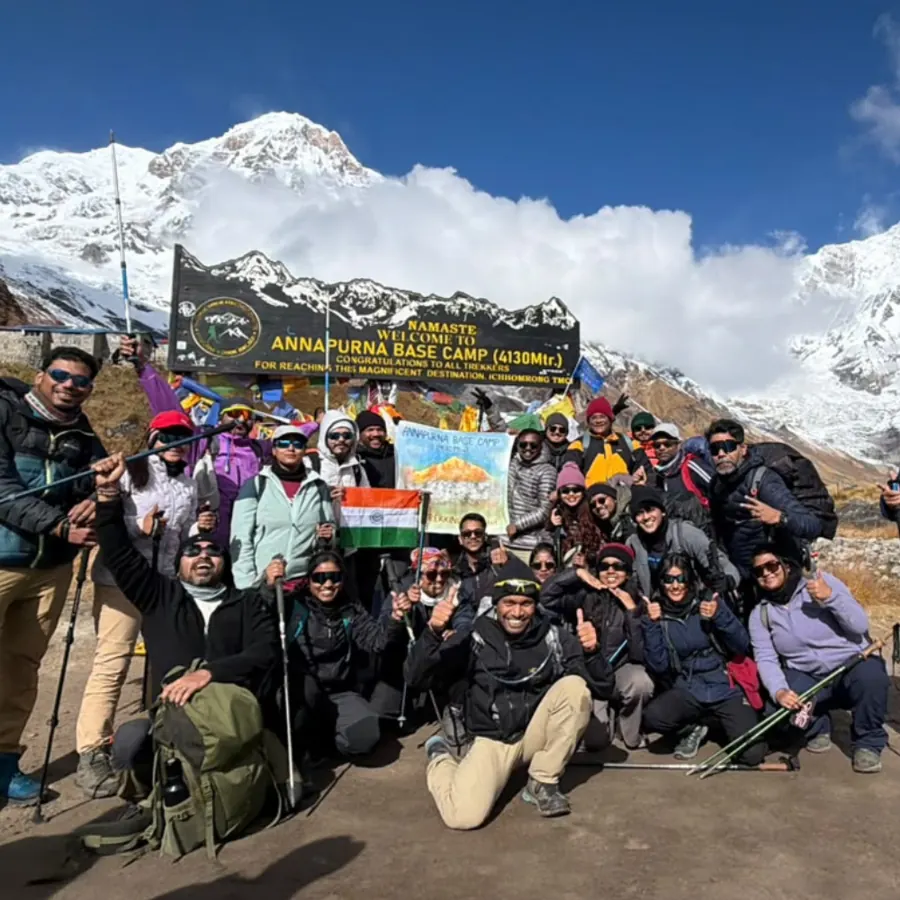 NAMASTE
WELCOME TO
ANNAPURNA BASE CAMP (4130Mtr.)
CONGRATULATIONS TO ALL TREKKERS
FOR REACHING THIS MAGNIFICENT DESTINATION.
ANNAPURNA BASE CAMP